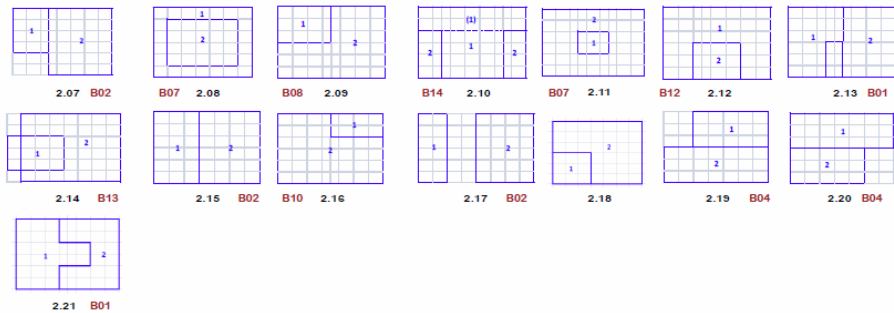 1 2 1 2 1 2 (1) 2 1 2 2 1 1 2 1 2
2.07 B02 B07 2.08 B08 2.09 B14 2.10 B07 2.11 B12 2.12 2.13 B01
1 2 1 2 1 2 1 2 1 2 1 2 1 2
2.14 B13 2.15 B02 B10 2.16 2.17 B02 2.18 2.19 B04 2.20 B04
1 2
2.21 B01